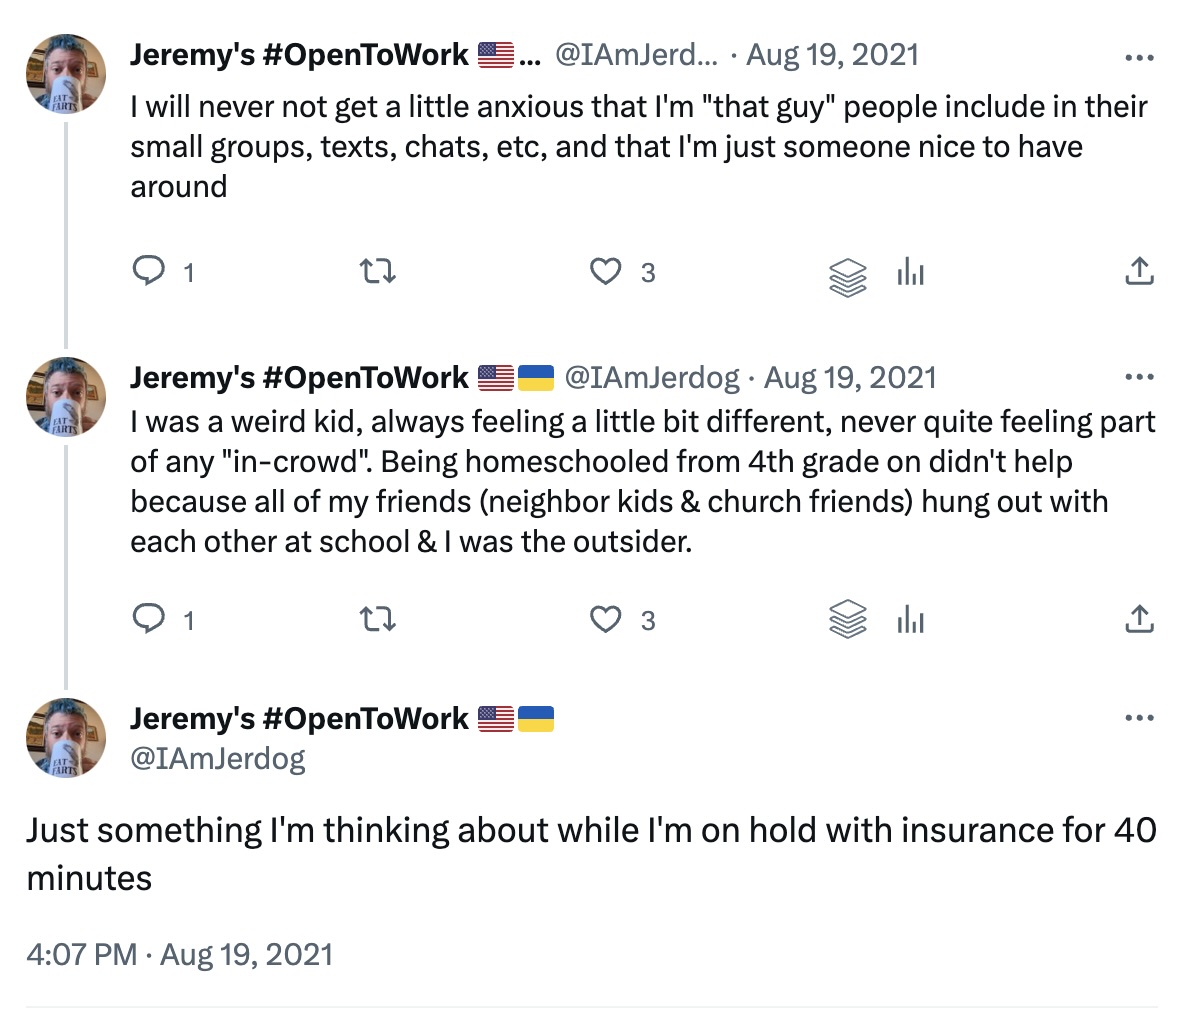 Jeremy's #OpenToWork 🇺🇸... @IAmJerd... · Aug 19, 2021
I will never not get a little anxious that I'm "that guy" people include in their
small groups, texts, chats, etc, and that I'm just someone nice to have
around
1 3
Jeremy's #OpenToWork 🇺🇸🇺🇦 @IAmJerdog · Aug 19, 2021
I was a weird kid, always feeling a little bit different, never quite feeling part
of any "in-crowd". Being homeschooled from 4th grade on didn't help
because all of my friends (neighbor kids & church friends) hung out with
each other at school & I was the outsider.
1 3
Jeremy's #OpenToWork 🇺🇸🇺🇦
@IAmJerdog
Just something I'm thinking about while I'm on hold with insurance for 40
minutes
4:07 PM · Aug 19, 2021